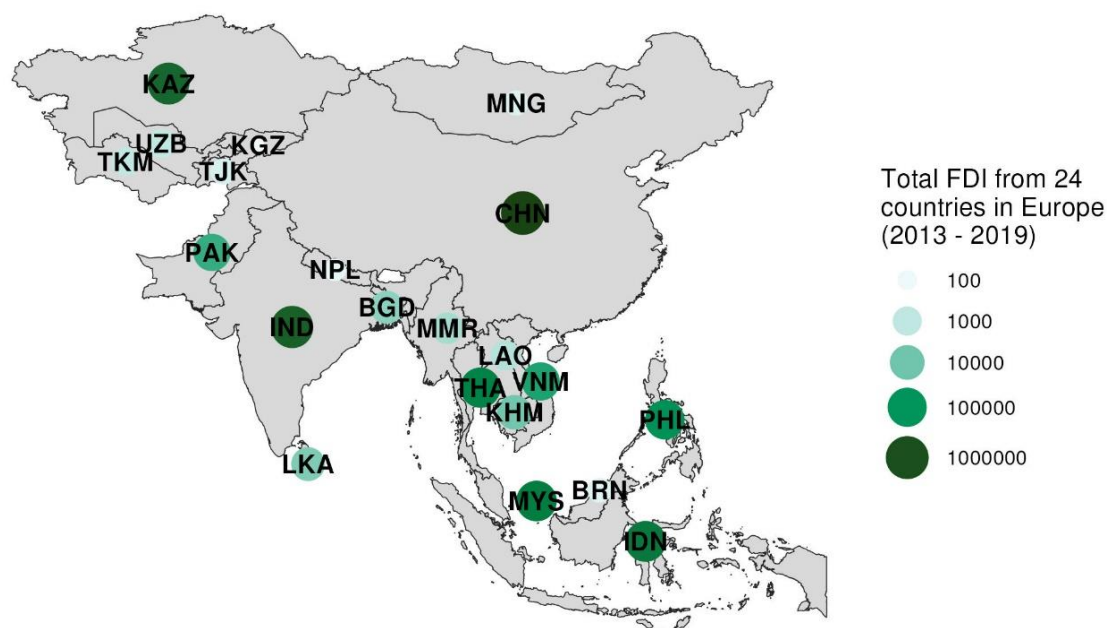 KAZ
MNG
UZB
KGZ
TKM
TJK
CHN
PAK
NPL
BGD
IND
MMR
LAO
THA
VNM
KHM
PHL
LKA
MYS
BRN
IDN
Total FDI from 24
countries in Europe
(2013 - 2019)
100
1000
10000
100000
1000000